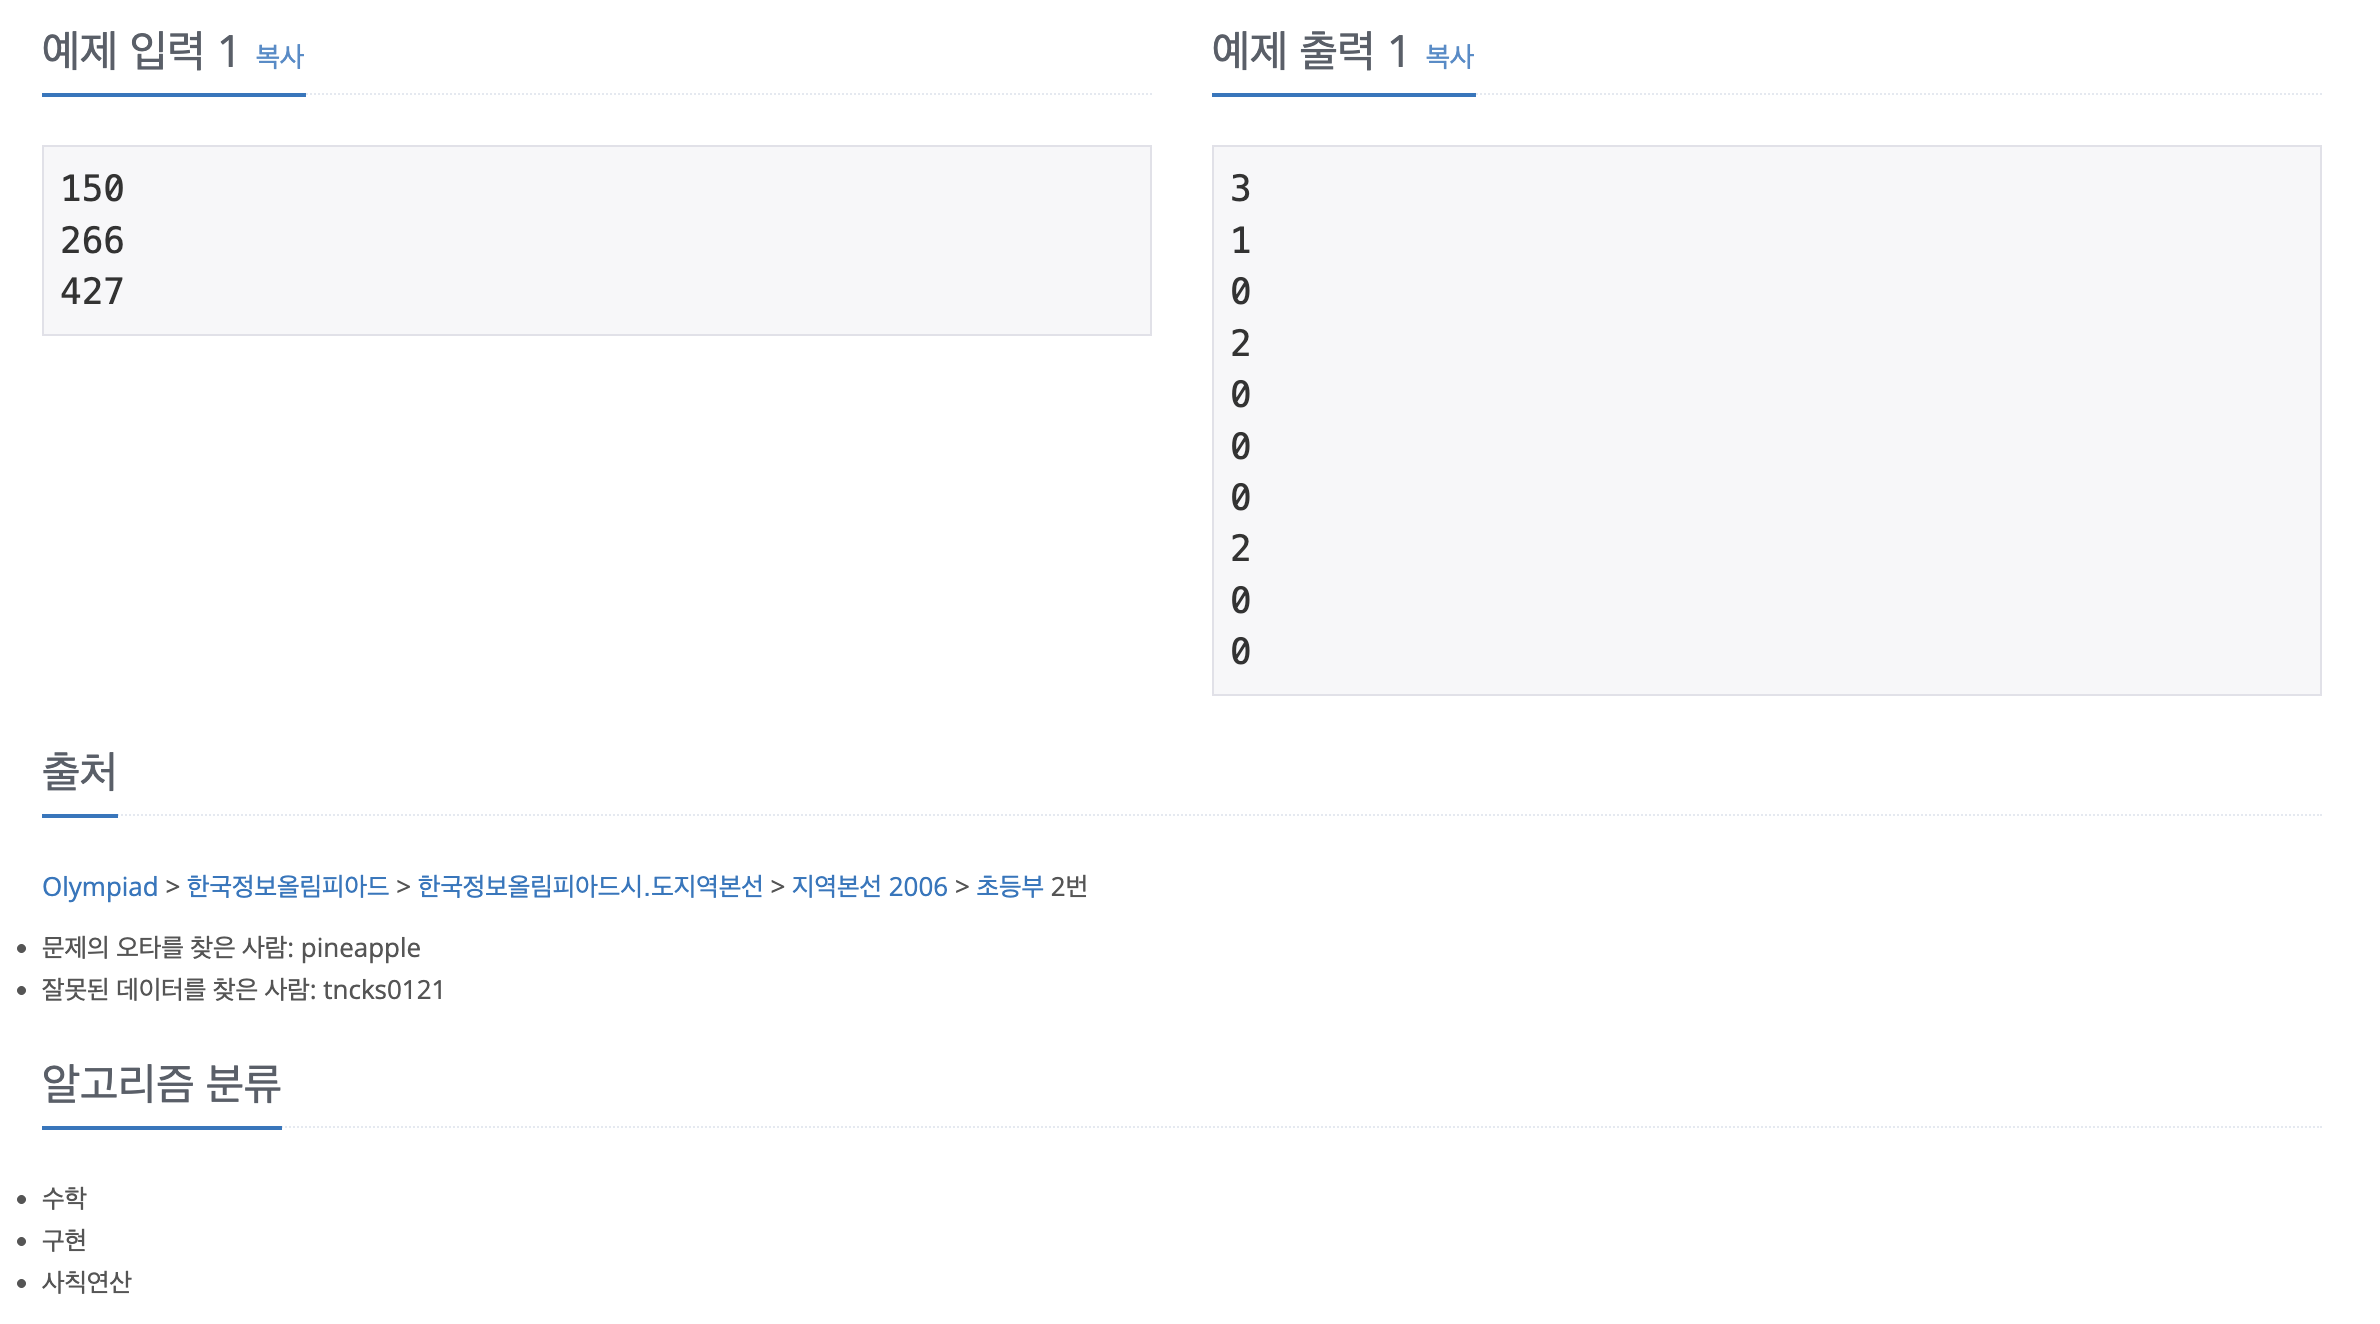 예제 입력 1 복사
150
266
427
예제 출력 1 복사
3
1
0
2
0
0
0
2
0
0
출처
Olympiad > 한국정보올림피아드 > 한국정보올림피아드시.도지역본선 > 지역본선 2006 > 초등부 2번
문제의 오타를 찾은 사람: pineapple
잘못된 데이터를 찾은 사람: tncks0121
알고리즘 분류
수학
구현
사칙연산